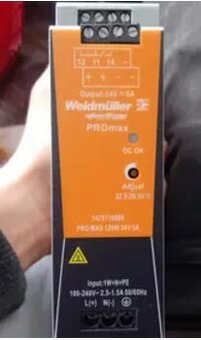 13 11 14 -
+ + - -
Output:24V ⎓ 5A
Weidmüller
PROmax
DC OK
Adjust
22.5-29.5V ⎓
PRO MAX 120W 24V 5A
Input:1W+N+PE
100-240V~ 2.5-1.5A 50/60Hz
L(+) N(-)